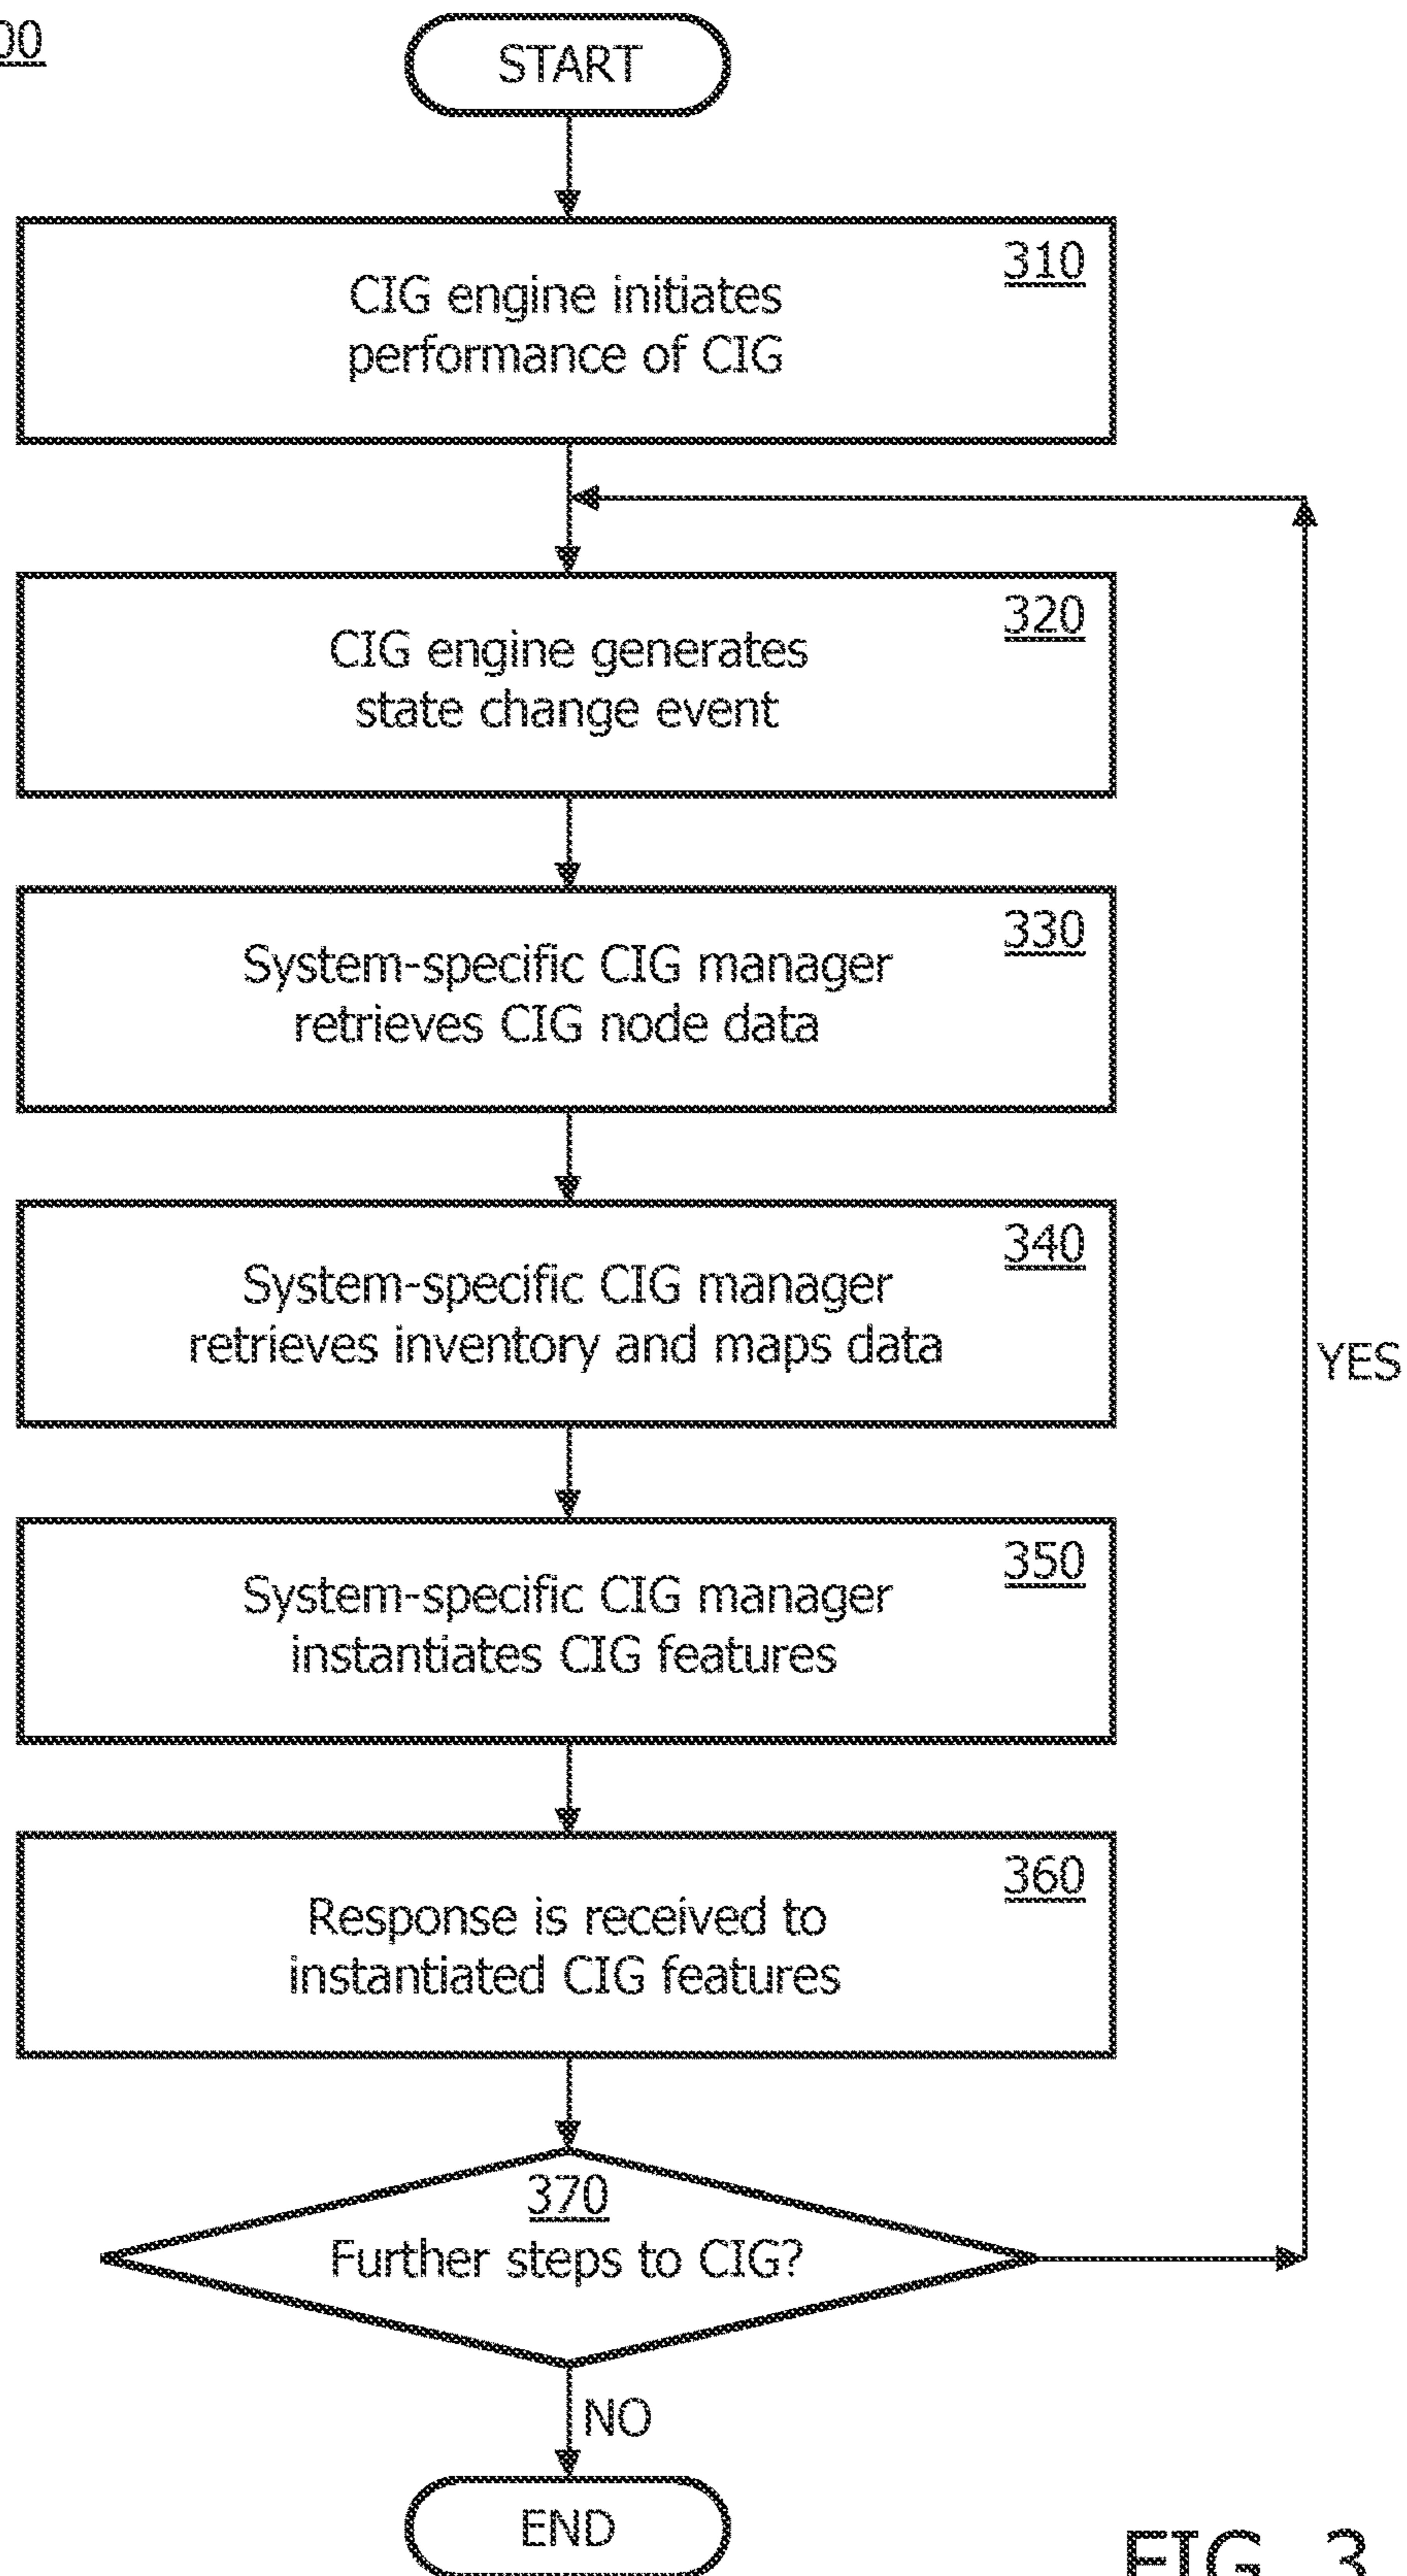 00
START
310
CIG engine initiates
performance of CIG
320
CIG engine generates
state change event
330
System-specific CIG manager
retrieves CIG node data
340
System-specific CIG manager
retrieves inventory and maps data
YES
350
System-specific CIG manager
instantiates CIG features
360
Response is received to
instantiated CIG features
370
Further steps to CIG?
NO
END
FIG. 3